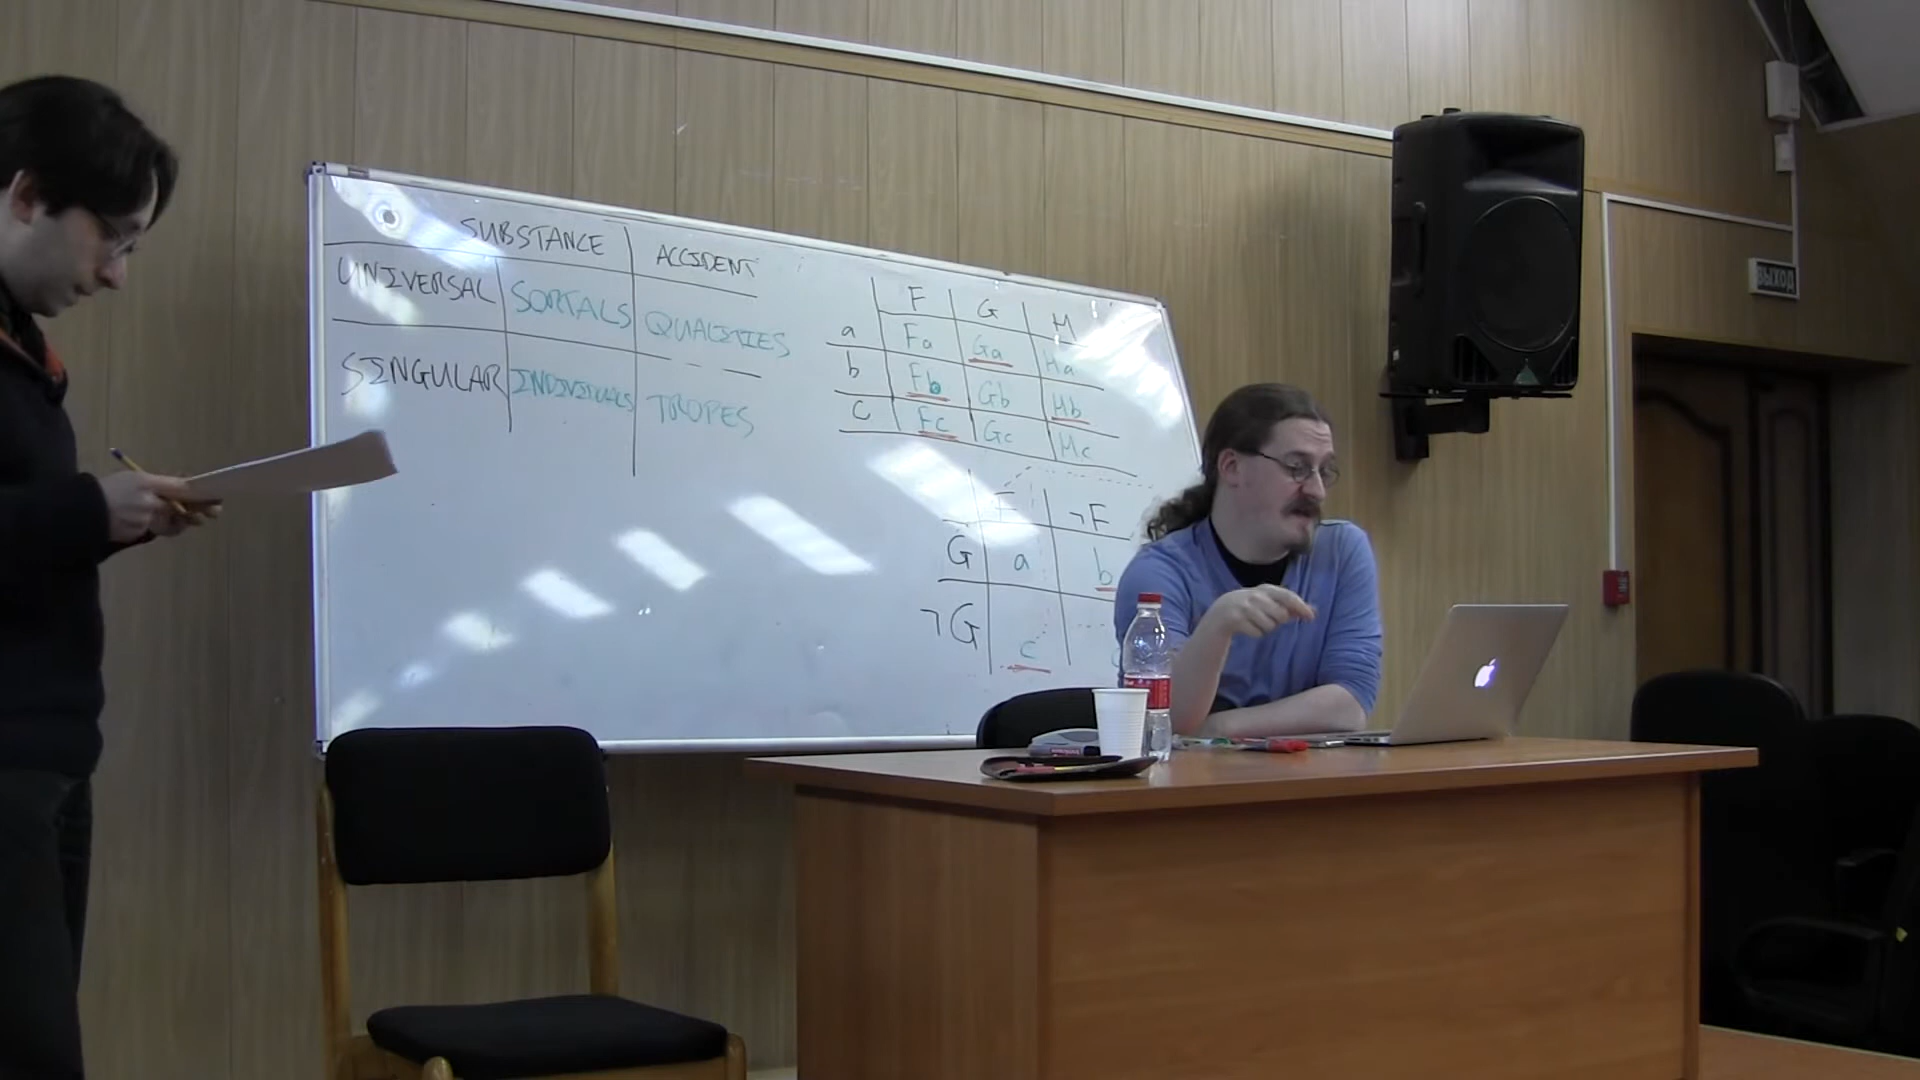 SUBSTANCE ACCIDENT
UNIVERSAL SORTALS QUALITIES
SINGULAR INDIVIDUALS TROPES
F G H
a Fa Ga Ha
b Fb Gb Hb
c Fc Gc Hc
F ¬F
G a b
¬G c
ВЫХОД